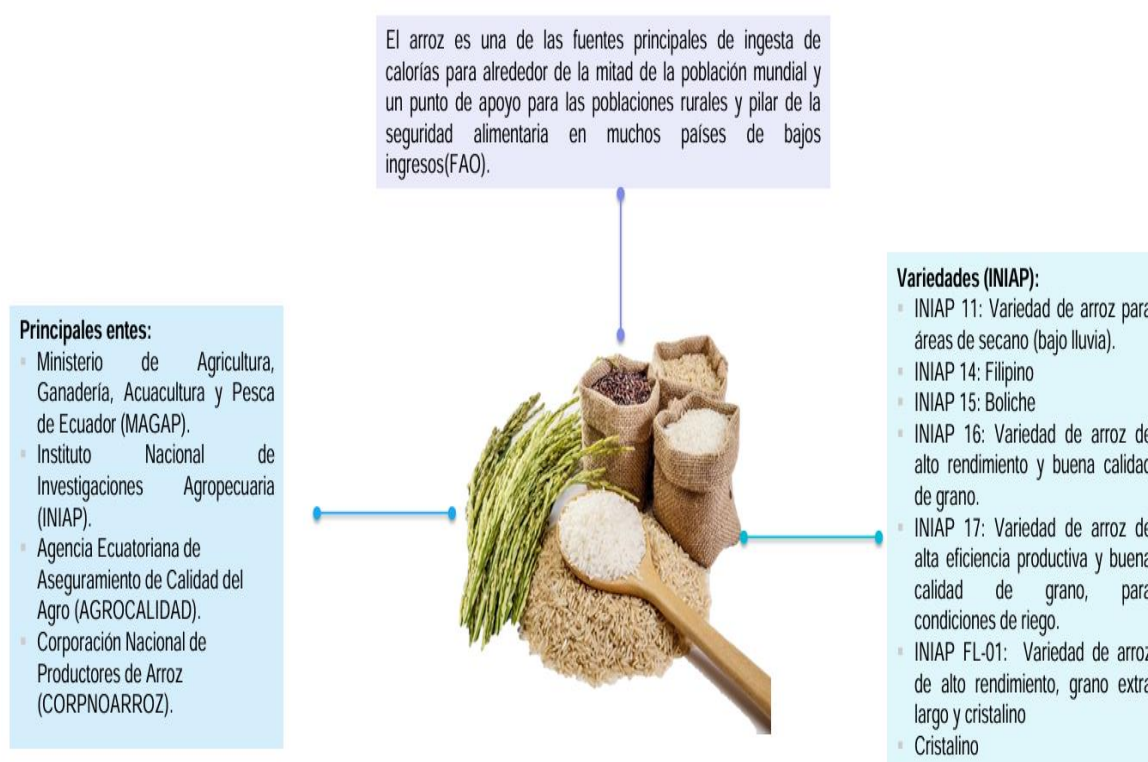 El arroz es una de las fuentes principales de ingesta de
calorías para alrededor de la mitad de la población mundial y
un punto de apoyo para las poblaciones rurales y pilar de la
seguridad alimentaria en muchos países de bajos
ingresos(FAO).
Principales entes:
Ministerio de Agricultura,
Ganadería, Acuacultura y Pesca
de Ecuador (MAGAP).
Instituto Nacional de
Investigaciones Agropecuaria
(INIAP).
Agencia Ecuatoriana de
Aseguramiento de Calidad del
Agro (AGROCALIDAD).
Corporación Nacional de
Productores de Arroz
(CORPNOARROZ).
Variedades (INIAP):
INIAP 11: Variedad de arroz para
áreas de secano (bajo lluvia).
INIAP 14: Filipino
INIAP 15: Boliche
INIAP 16: Variedad de arroz de
alto rendimiento y buena calidad
de grano.
INIAP 17: Variedad de arroz de
alta eficiencia productiva y buena
calidad de grano, para
condiciones de riego.
INIAP FL-01: Variedad de arroz
de alto rendimiento, grano extra
largo y cristalino
Cristalino